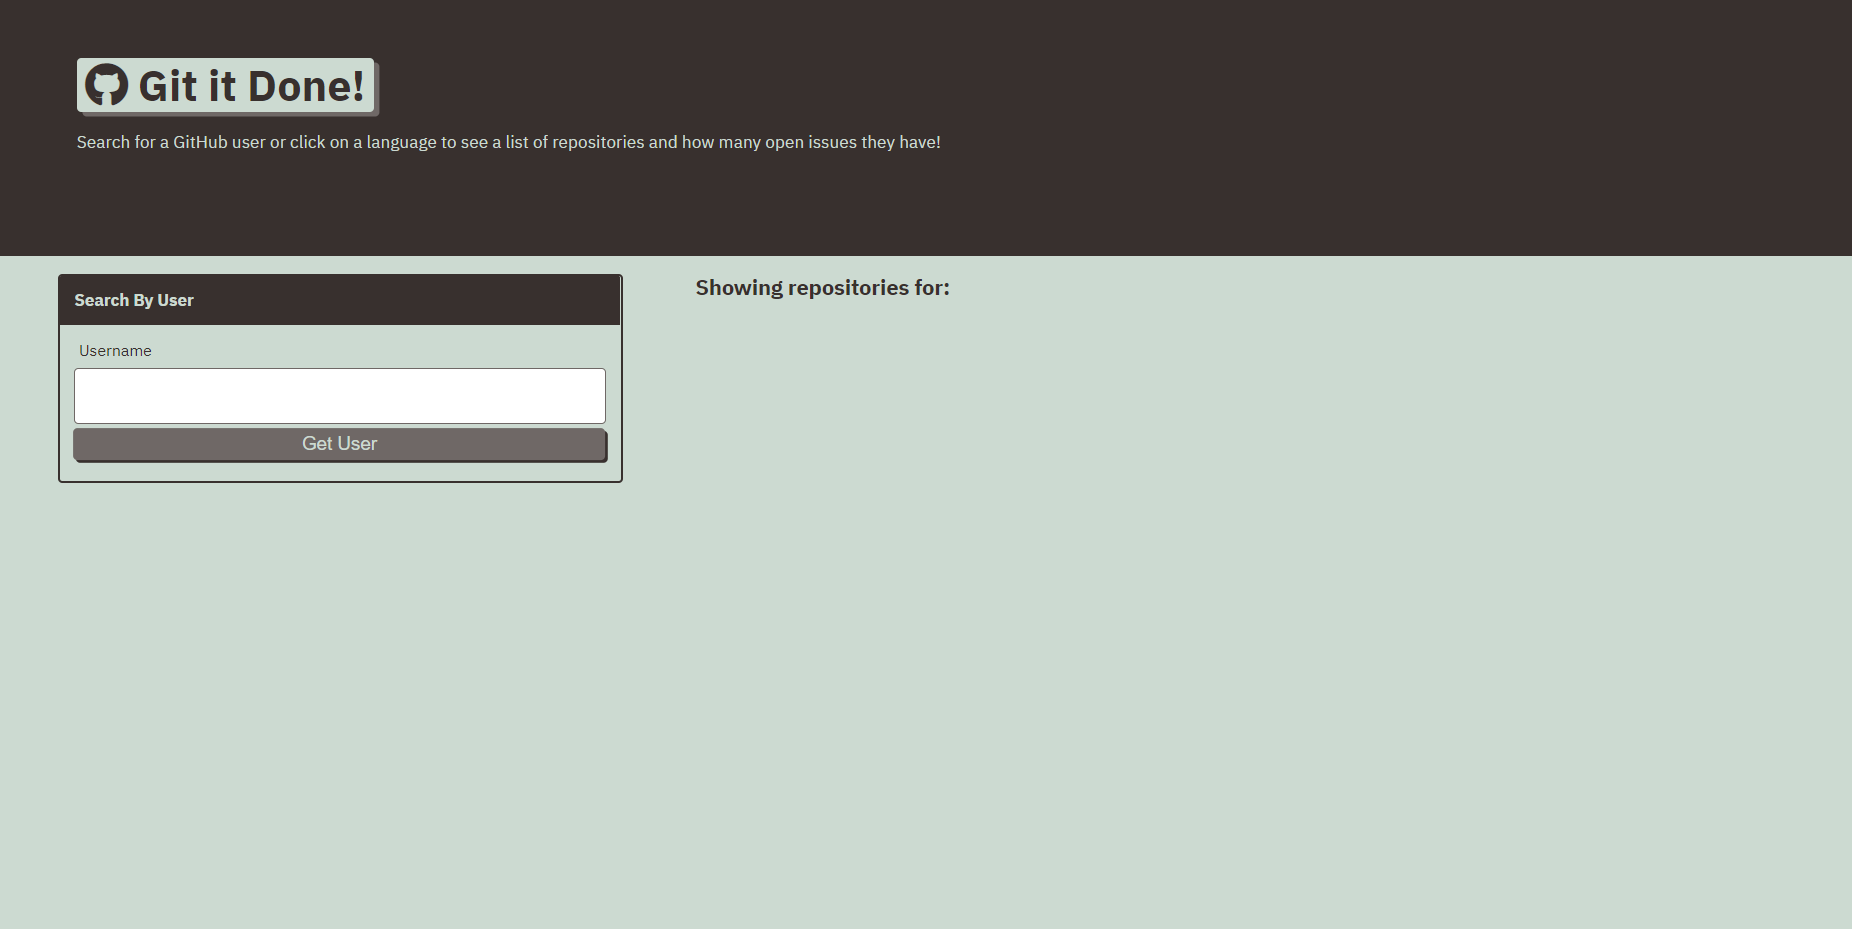 Git it Done!
Search for a GitHub user or click on a language to see a list of repositories and how many open issues they have!
Search By User
Username
Get User
Showing repositories for: